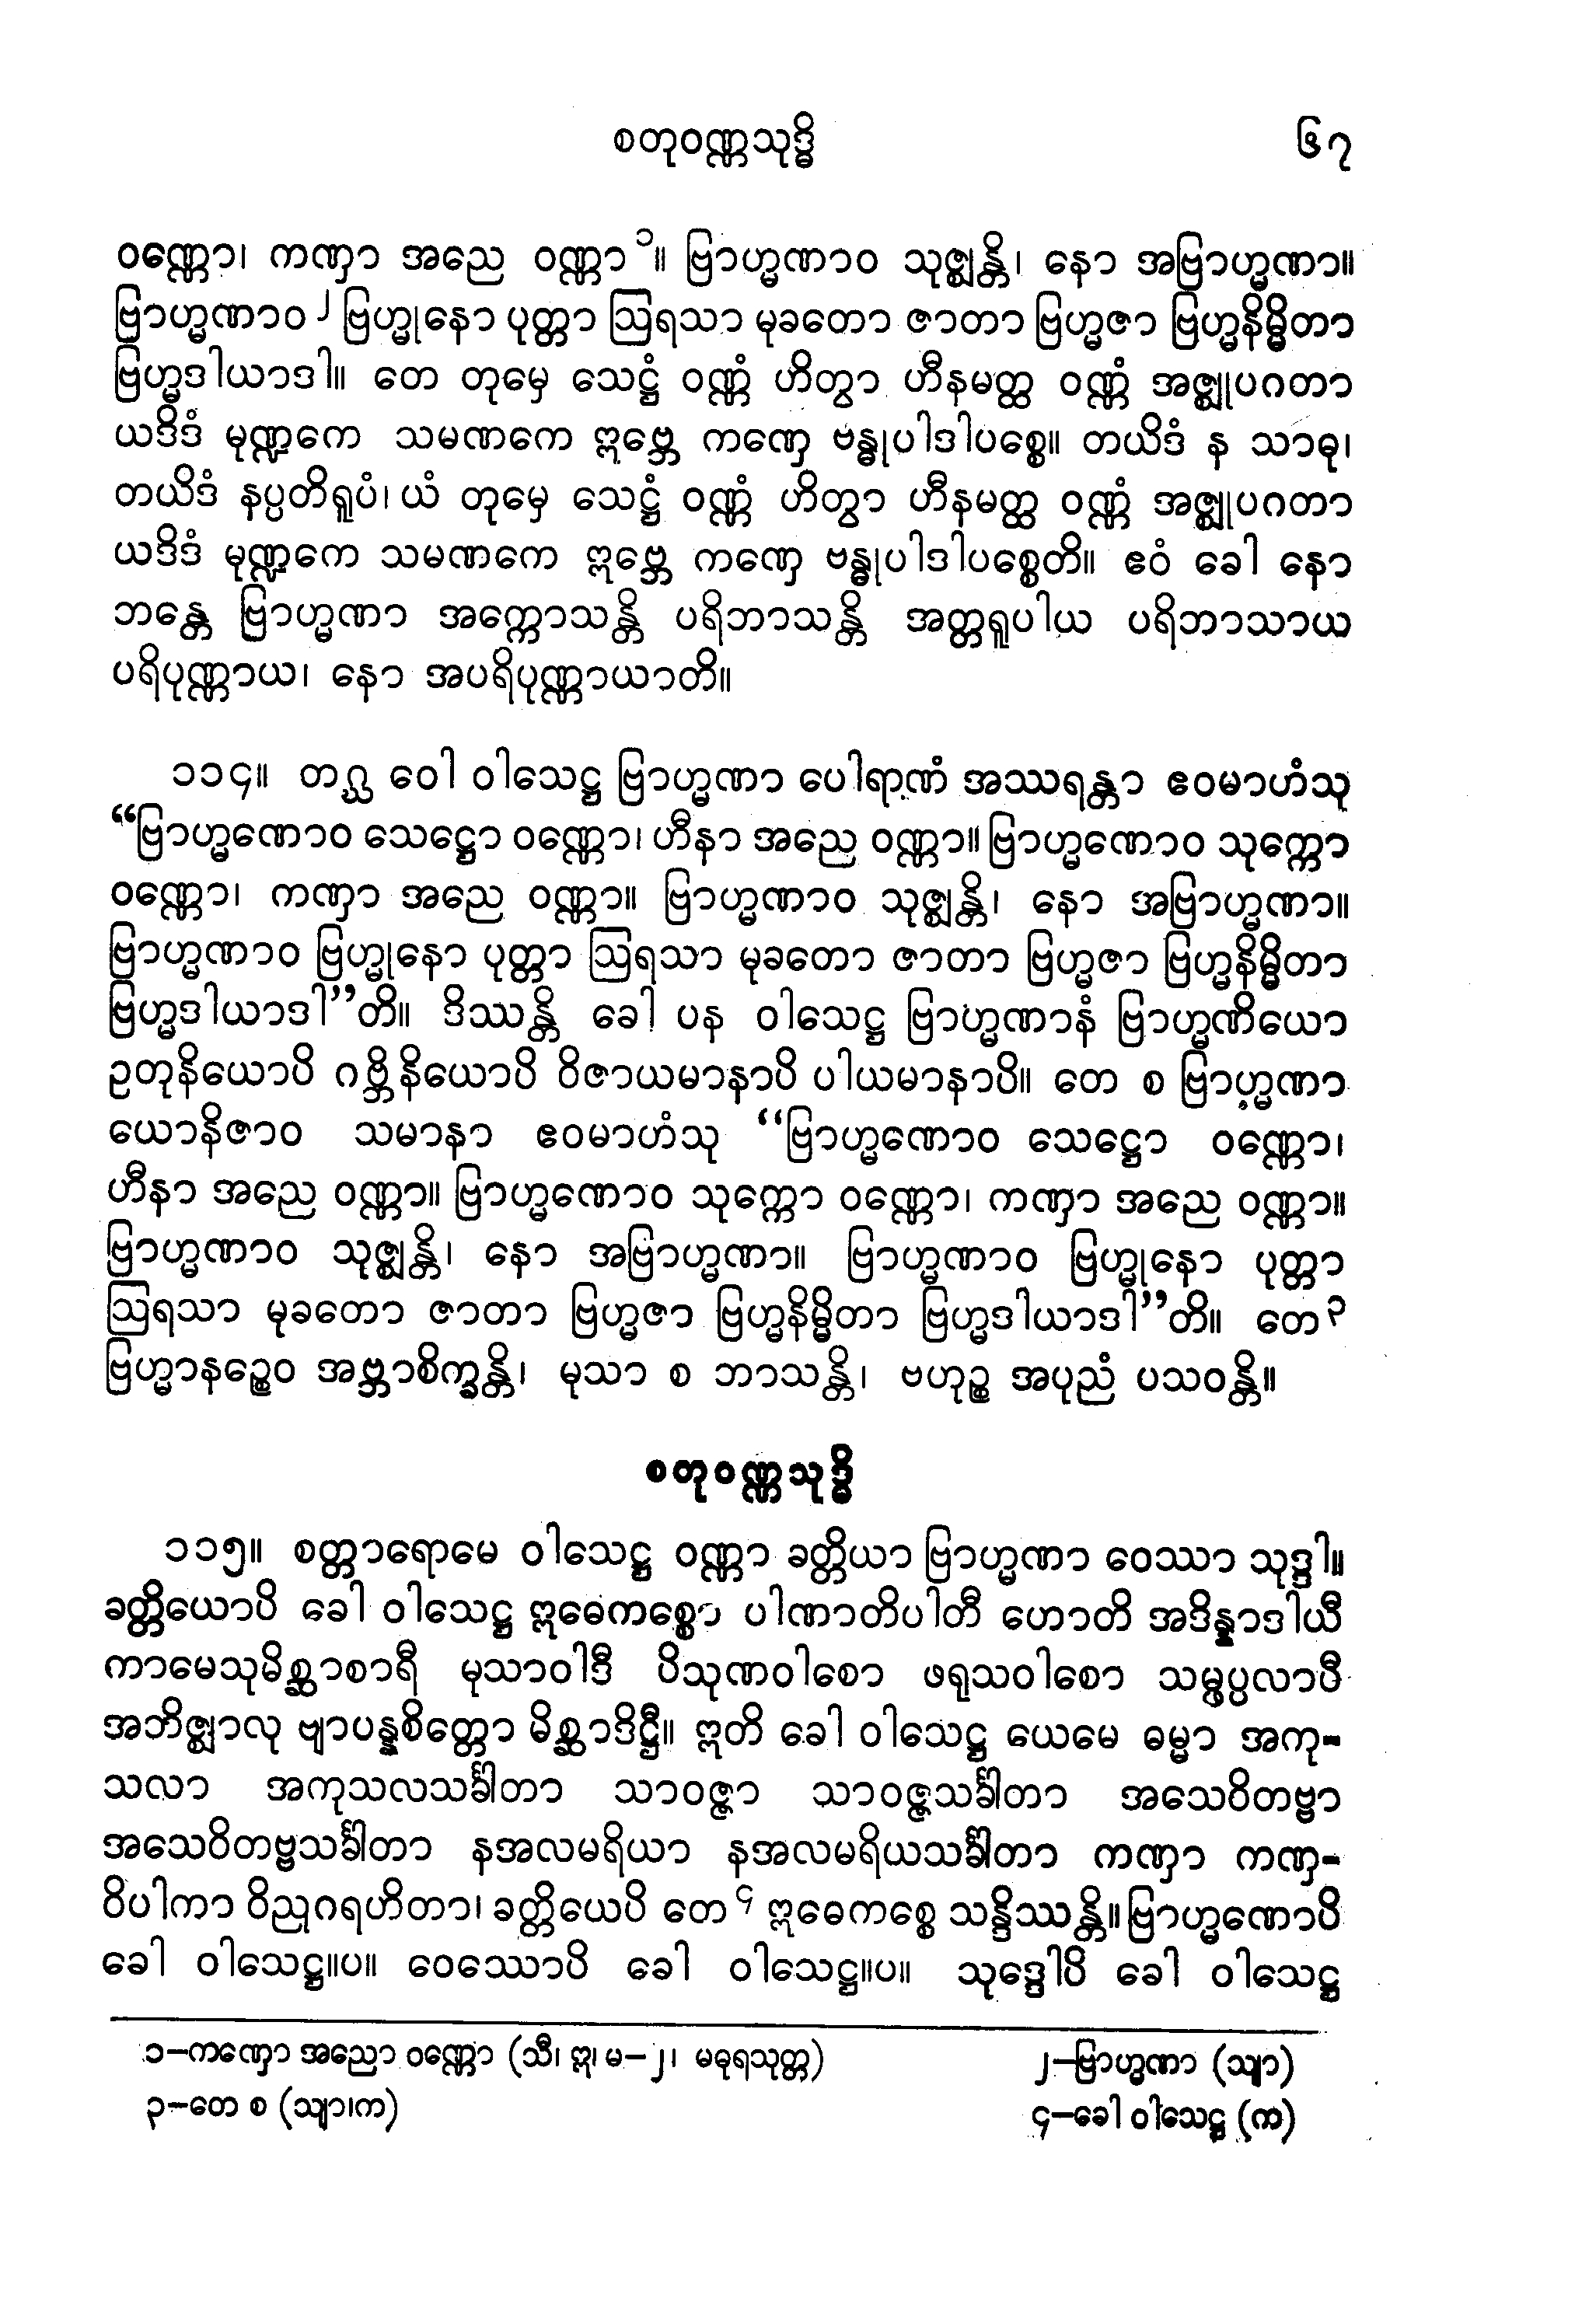 စတုဝဏ္ဏသုဒ္ဓိ ၆၇
ဝဏ္ဏော၊ ကဏှာ အညေ ဝဏ္ဏာ ၁။ ဗြာဟ္မဏာဝ သုဇ္ဈန္တိ၊ နော အဗြာဟ္မဏာ။
ဗြာဟ္မဏာဝ ၂ ဗြဟ္မုနော ပုတ္တာ ဩရသာ မုခတော ဇာတာ ဗြဟ္မဇာ ဗြဟ္မနိမ္မိတာ
ဗြဟ္မဒါယာဒါ။ တေ တုမှေ သေဋ္ဌံ ဝဏ္ဏံ ဟိတွာ ဟီနမတ္ထ ဝဏ္ဏံ အဇ္ဈုပဂတာ
ယဒိဒံ မုဏ္ဍကေ သမဏကေ ဣဗ္ဘေ ကဏှေ ဗန္ဓုပါဒါပစ္စေ။ တယိဒံ န သာဓု၊
တယိဒံ နပ္ပတိရူပံ၊ ယံ တုမှေ သေဋ္ဌံ ဝဏ္ဏံ ဟိတွာ ဟီနမတ္ထ ဝဏ္ဏံ အဇ္ဈုပဂတာ
ယဒိဒံ မုဏ္ဍကေ သမဏကေ ဣဗ္ဘေ ကဏှေ ဗန္ဓုပါဒါပစ္စေတိ။ ဧဝံ ခေါ နော
ဘန္တေ ဗြာဟ္မဏာ အက္ကောသန္တိ ပရိဘာသန္တိ အတ္တရူပါယ ပရိဘာသာယ
ပရိပုဏ္ဏာယ၊ နော အပရိပုဏ္ဏာယာတိ။
၁၁၄။ တဂ္ဃ ဝေါ ဝါသေဋ္ဌ ဗြာဟ္မဏာ ပေါရာဏံ အဿရန္တာ ဧဝမာဟံသု
“ဗြာဟ္မဏောဝ သေဋ္ဌော ဝဏ္ဏော၊ ဟီနာ အညေ ဝဏ္ဏာ။ ဗြာဟ္မဏောဝ သုက္ကော
ဝဏ္ဏော၊ ကဏှာ အညေ ဝဏ္ဏာ။ ဗြာဟ္မဏာဝ သုဇ္ဈန္တိ၊ နော အဗြာဟ္မဏာ။
ဗြာဟ္မဏာဝ ဗြဟ္မုနော ပုတ္တာ ဩရသာ မုခတော ဇာတာ ဗြဟ္မဇာ ဗြဟ္မနိမ္မိတာ
ဗြဟ္မဒါယာဒါ”တိ။ ဒိဿန္တိ ခေါ ပန ဝါသေဋ္ဌ ဗြာဟ္မဏာနံ ဗြာဟ္မဏိယော
ဥတုနိယောပိ ဂဗ္ဘိနိယောပိ ဝိဇာယမာနာပိ ပါယမာနာပိ။ တေ စ ဗြာဟ္မဏာ
ယောနိဇာဝ သမာနာ ဧဝမာဟံသု “ဗြာဟ္မဏောဝ သေဋ္ဌော ဝဏ္ဏော၊
ဟီနာ အညေ ဝဏ္ဏာ။ ဗြာဟ္မဏောဝ သုက္ကော ဝဏ္ဏော၊ ကဏှာ အညေ ဝဏ္ဏာ။
ဗြာဟ္မဏာဝ သုဇ္ဈန္တိ၊ နော အဗြာဟ္မဏာ။ ဗြာဟ္မဏာဝ ဗြဟ္မုနော ပုတ္တာ
ဩရသာ မုခတော ဇာတာ ဗြဟ္မဇာ ဗြဟ္မနိမ္မိတာ ဗြဟ္မဒါယာဒါ”တိ။ တေ ၃
ဗြဟ္မာနဉ္စေဝ အဗ္ဘာစိက္ခန္တိ၊ မုသာ စ ဘာသန္တိ၊ ဗဟုဉ္စ အပုညံ ပသဝန္တိ။
စတုဝဏ္ဏသုဒ္ဓိ
၁၁၅။ စတ္တာရောမေ ဝါသေဋ္ဌ ဝဏ္ဏာ ခတ္တိယာ ဗြာဟ္မဏာ ဝေဿာ သုဒ္ဒါ။
ခတ္တိယောပိ ခေါ ဝါသေဋ္ဌ ဣဓေကစ္စော ပါဏာတိပါတီ ဟောတိ အဒိန္နာဒါယီ
ကာမေသုမိစ္ဆာစာရီ မုသာဝါဒီ ပိသုဏဝါစော ဖရုသဝါစော သမ္ဖပ္ပလာပီ
အဘိဇ္ဈာလု ဗျာပန္နစိတ္တော မိစ္ဆာဒိဋ္ဌီ။ ဣတိ ခေါ ဝါသေဋ္ဌ ယေမေ ဓမ္မာ အကု-
သလာ အကုသလသင်္ခါတာ သာဝဇ္ဇာ သာဝဇ္ဇသင်္ခါတာ အသေဝိတဗ္ဗာ
အသေဝိတဗ္ဗသင်္ခါတာ နအလမရိယာ နအလမရိယသင်္ခါတာ ကဏှာ ကဏှ-
ဝိပါကာ ဝိညုဂရဟိတာ၊ ခတ္တိယေပိ တေ ၄ ဣဓေကစ္စေ သန္ဒိဿန္တိ။ ဗြာဟ္မဏောပိ
ခေါ ဝါသေဋ္ဌ။ပ။ ဝေဿောပိ ခေါ ဝါသေဋ္ဌ။ပ။ သုဒ္ဒေါပိ ခေါ ဝါသေဋ္ဌ
၁-ကဏှော အညော ဝဏ္ဏော (သီ၊ ဣ၊ မ-၂၊ မဓုရသုတ္တ) ၂-ဗြာဟ္မဏာ (သျာ)
၃-တေ စ (သျာ၊က) ၄-ခေါ ဝါသေဋ္ဌ (က)